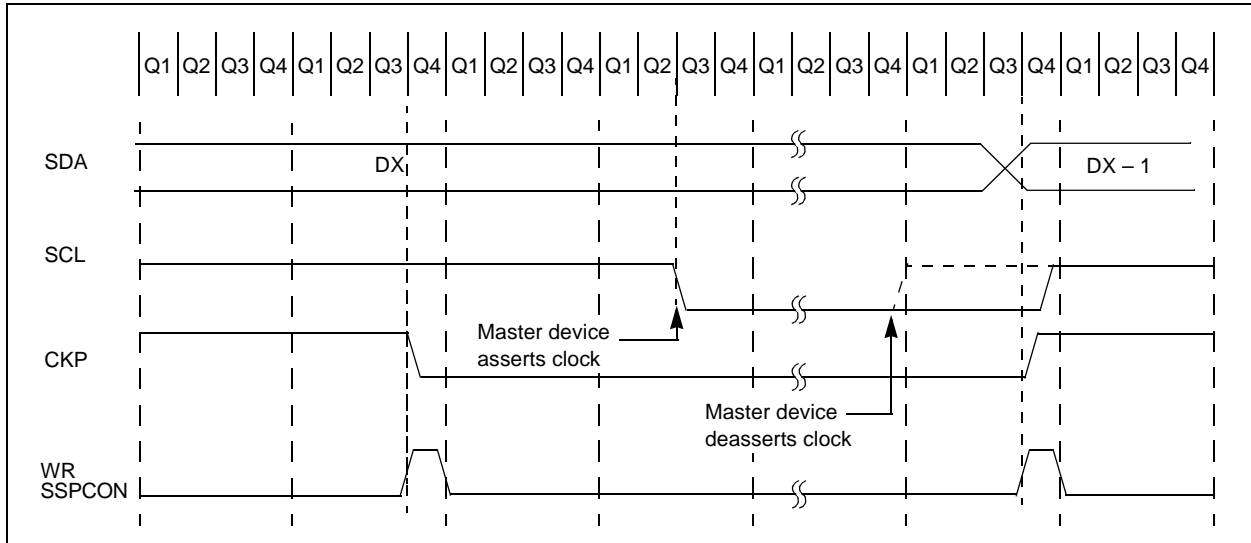 Q1 Q2 Q3 Q4 Q1 Q2 Q3 Q4 Q1 Q2 Q3 Q4 Q1 Q2 Q3 Q4 Q1 Q2 Q3 Q4 Q1 Q2 Q3 Q4 Q1 Q2 Q3 Q4
SDA
DX
DX – 1
SCL
Master device
asserts clock
CKP
Master device
deasserts clock
WR
SSPCON